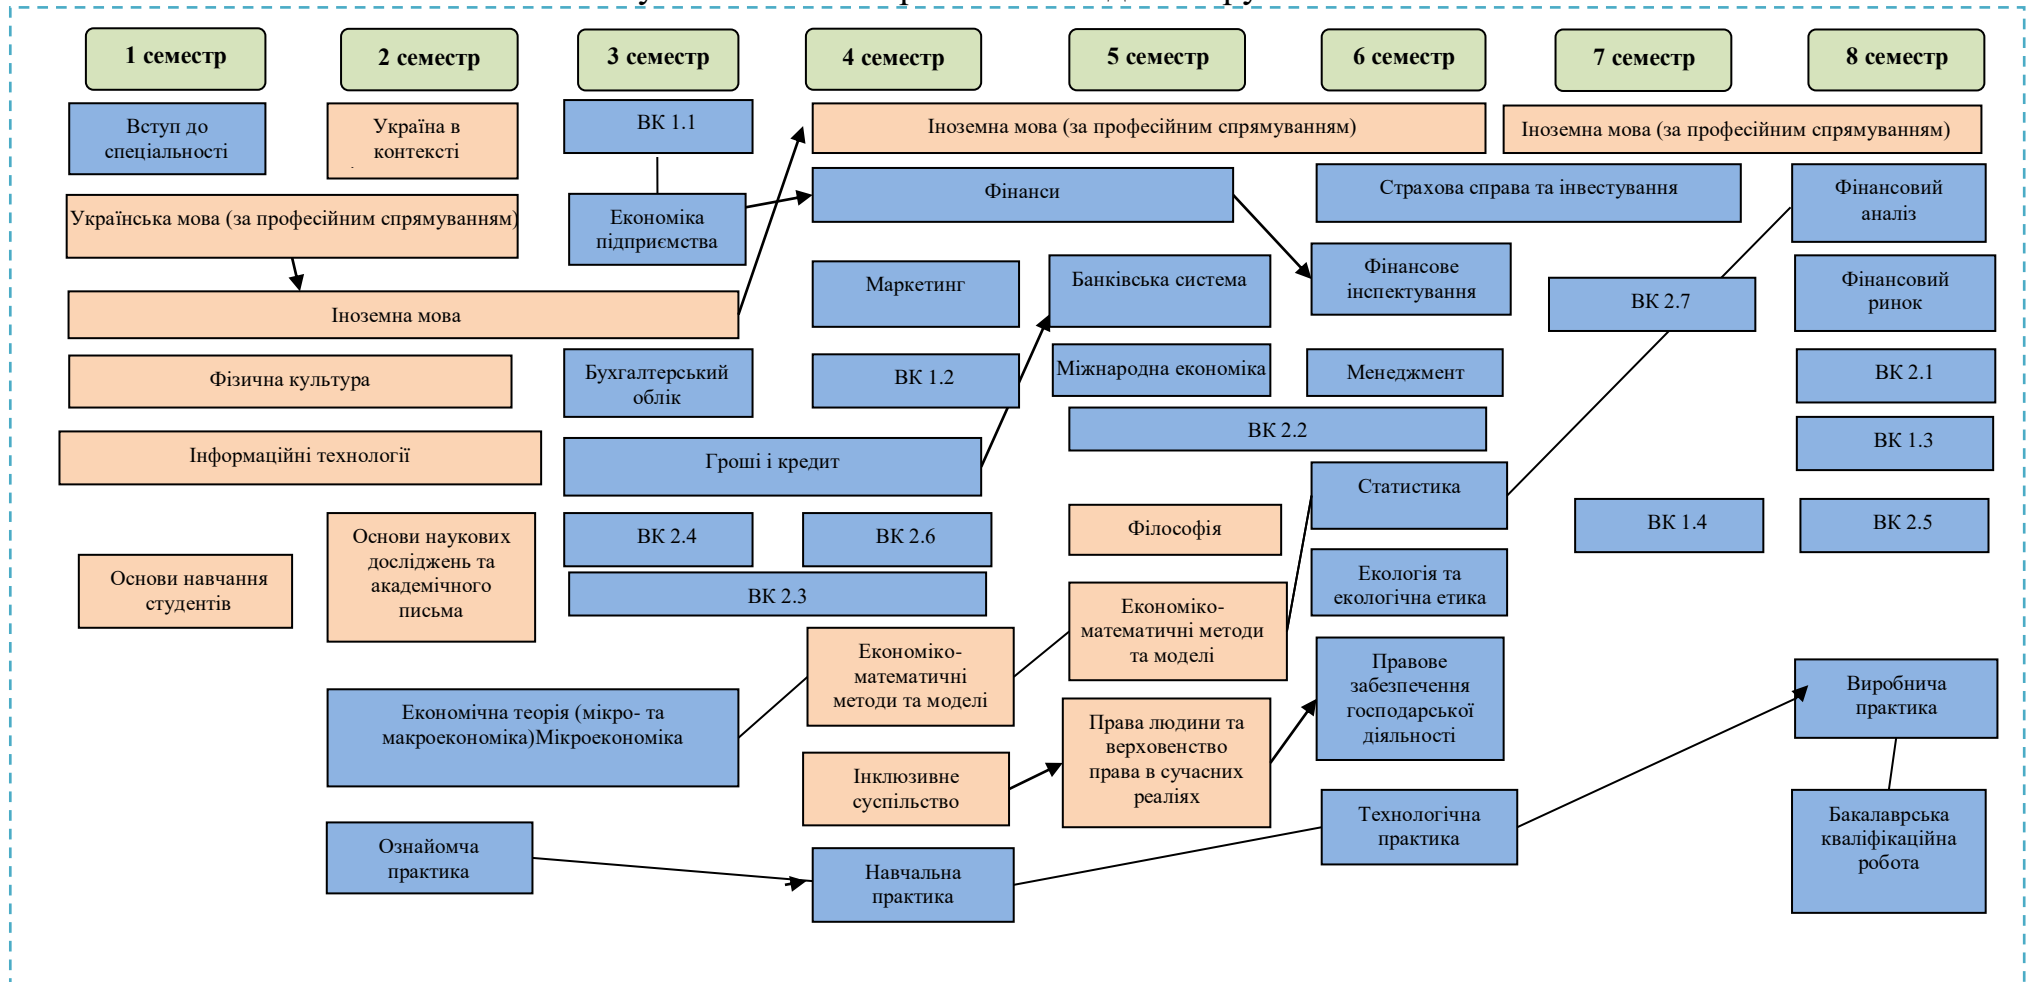 1 семестр
2 семестр
3 семестр
4 семестр
5 семестр
6 семестр
7 семестр
8 семестр
Вступ до
спеціальності
Україна в
контексті
ВК 1.1
Іноземна мова (за професійним спрямуванням)
Іноземна мова (за професійним спрямуванням)
Українська мова (за професійним спрямуванням)
Економіка
підприємства
Фінанси
Страхова справа та інвестування
Фінансовий
аналіз
Іноземна мова
Маркетинг
Банківська система
Фінансове
інспектування
ВК 2.7
Фінансовий
ринок
Фізична культура
Бухгалтерський
облік
ВК 1.2
Міжнародна економіка
Менеджмент
ВК 2.1
Інформаційні технології
Гроші і кредит
ВК 2.2
ВК 1.3
Статистика
Основи навчання
студентів
Основи наукових
досліджень та
академічного
письма
ВК 2.4
ВК 2.6
Філософія
ВК 1.4
ВК 2.5
ВК 2.3
Екологія та
екологічна етика
Економіко-
математичні
методи та моделі
Економіко-
математичні методи
та моделі
Економічна теорія (мікро- та
макроекономіка)Мікроекономіка
Правове
забезпечення
господарської
діяльності
Виробнича
практика
Інклюзивне
суспільство
Права людини та
верховенство
права в сучасних
реаліях
Ознайомча
практика
Навчальна
практика
Технологічна
практика
Бакалаврська
кваліфікаційна
робота